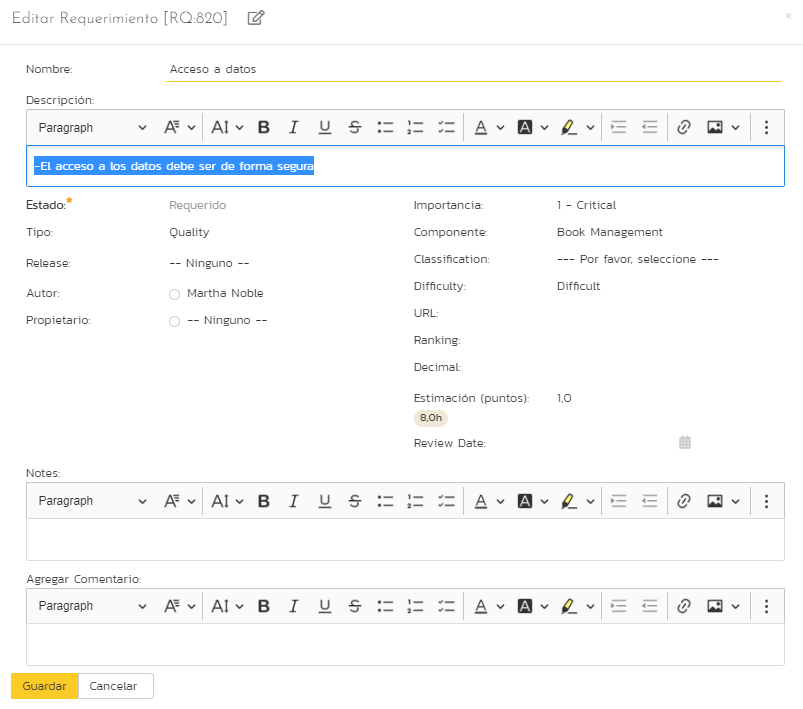 Editar Requerimiento [RQ:820]
×
Nombre: Acceso a datos
Descripción:
Paragraph
-El acceso a los datos debe ser de forma segura
Estado:* Requerido
Importancia: 1 - Critical
Tipo: Quality
Componente: Book Management
Release: -- Ninguno --
Classification: --- Por favor, seleccione ---
Autor: Martha Noble
Difficulty: Difficult
Propietario: -- Ninguno --
URL:
Ranking:
Decimal:
Estimación (puntos): 1,0
8,0h
Review Date:
Notes:
Paragraph
Agregar Comentario:
Paragraph
Guardar Cancelar